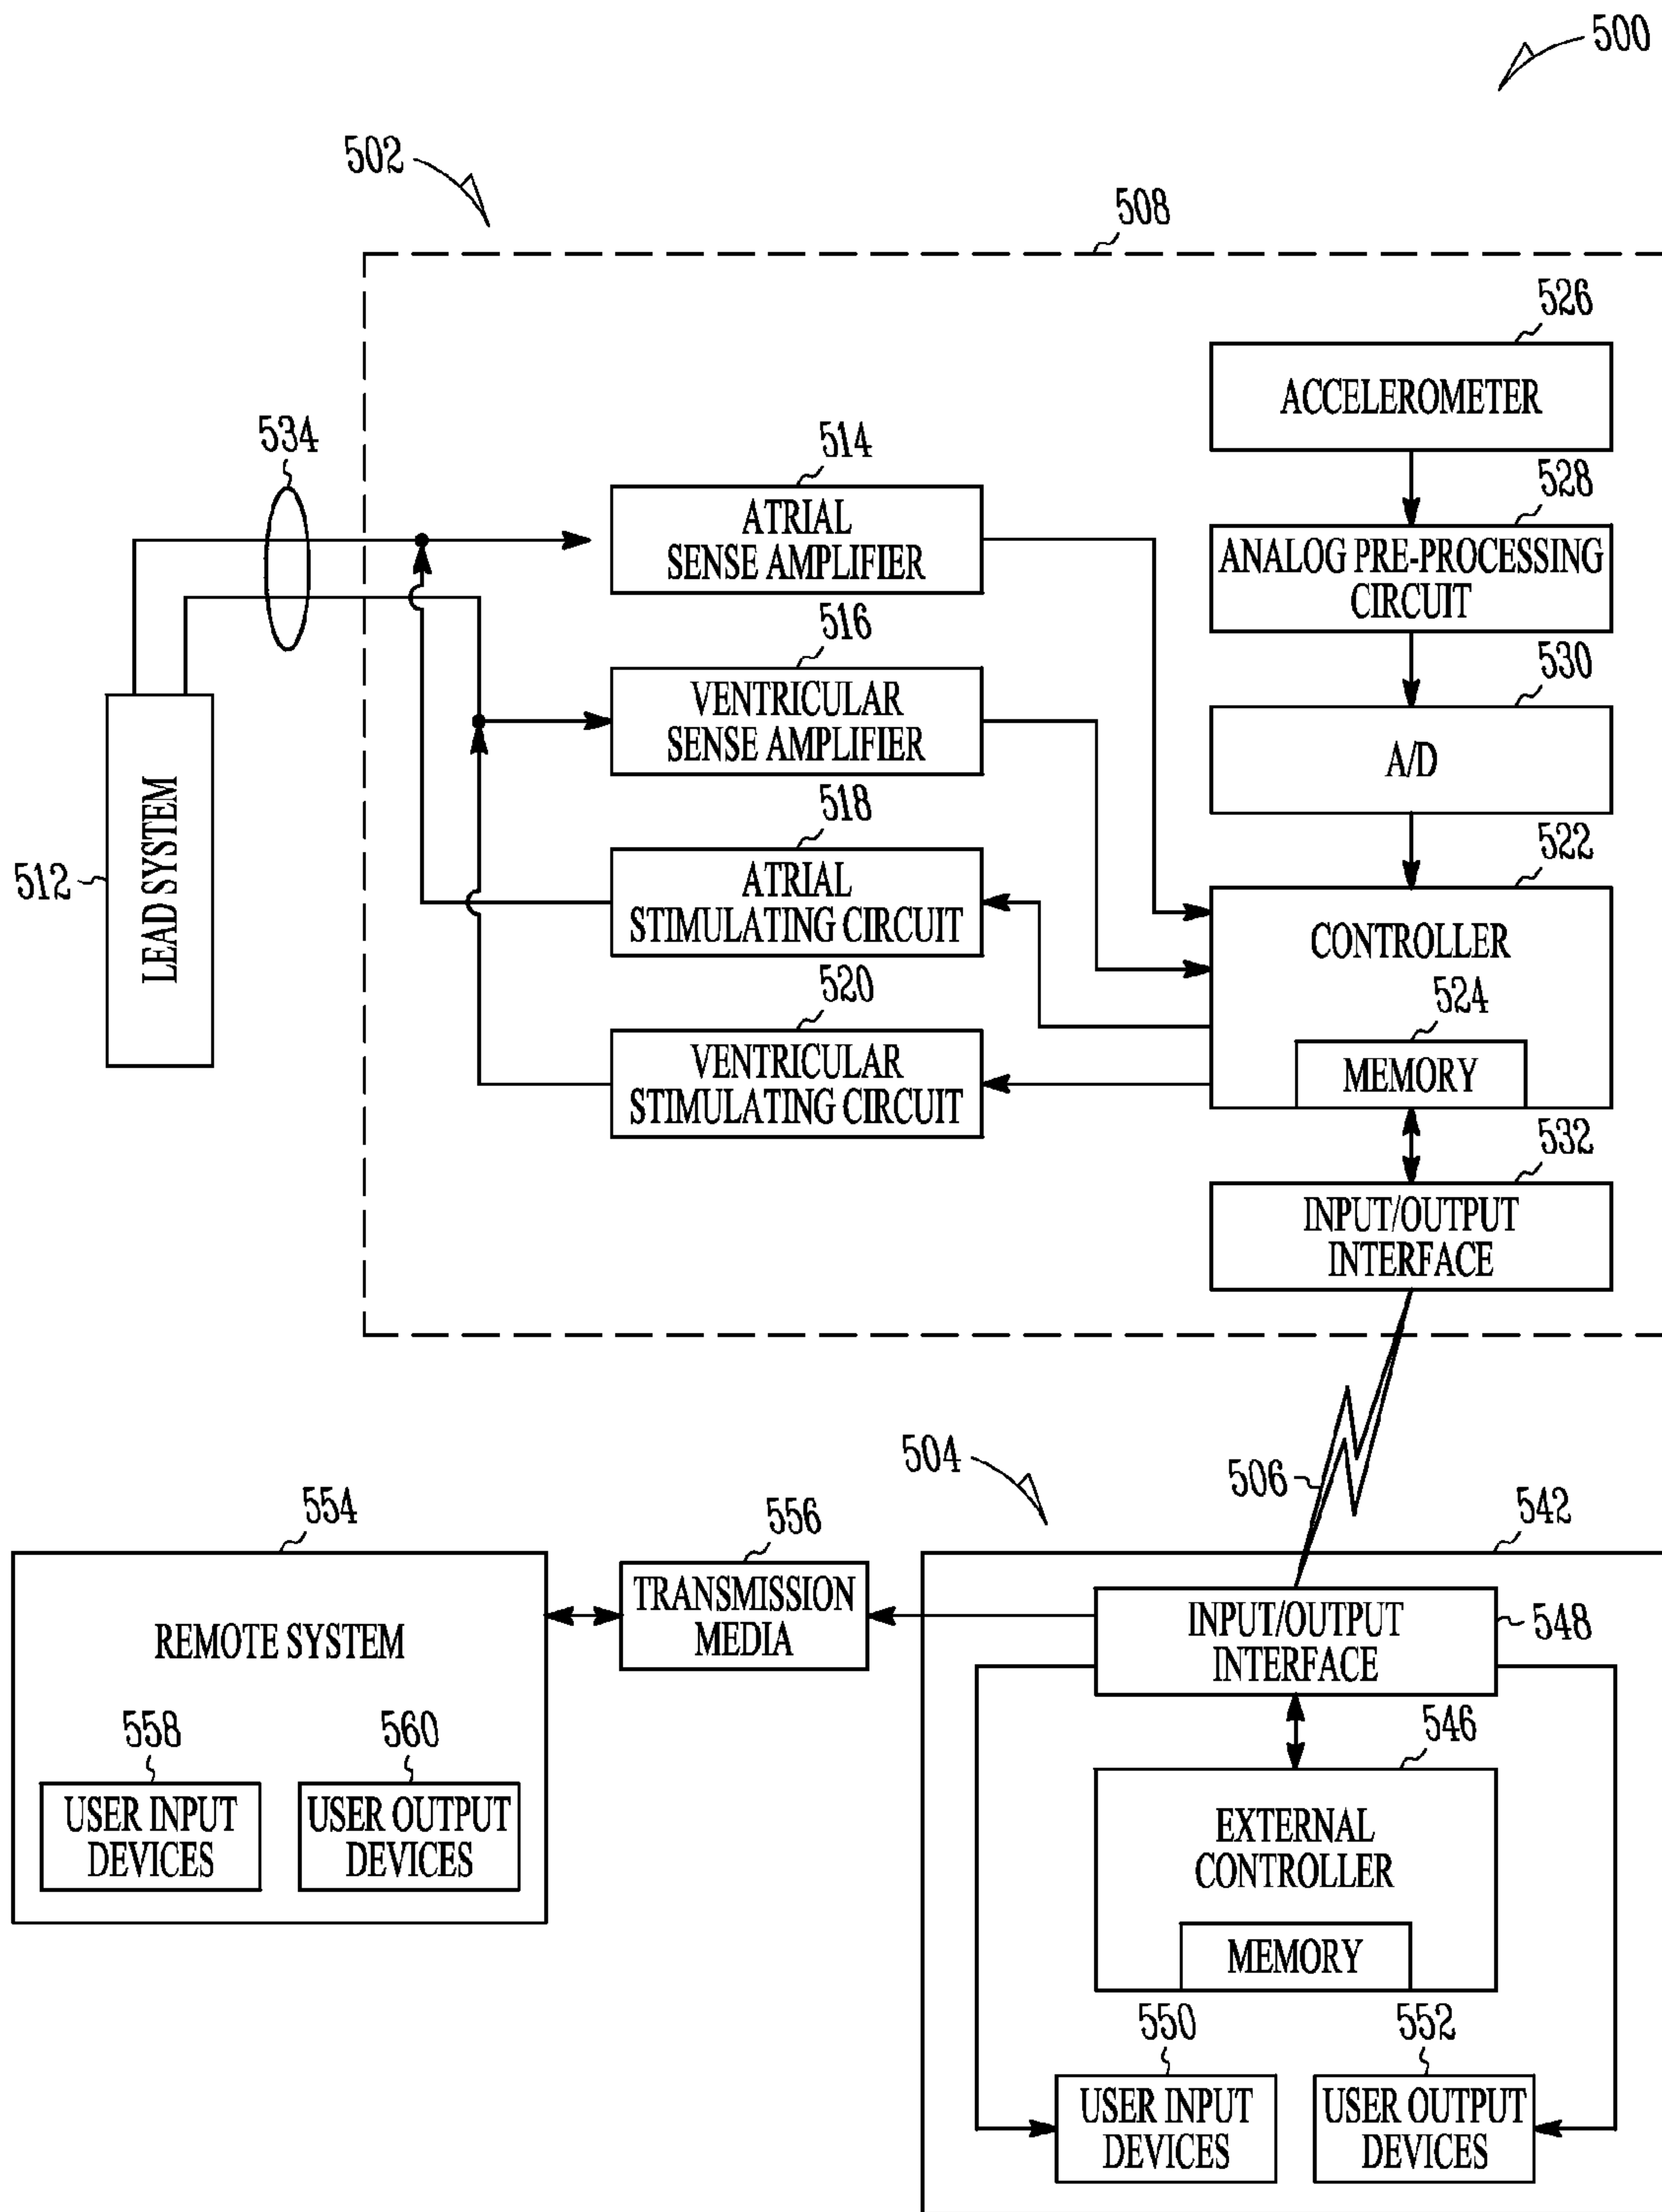 500
502
508
526
ACCELEROMETER
534
514
ATRIAL
SENSE AMPLIFIER
528
ANALOG PRE-PROCESSING
CIRCUIT
516
VENTRICULAR
SENSE AMPLIFIER
530
A/D
512
LEAD SYSTEM
518
ATRIAL
STIMULATING CIRCUIT
522
CONTROLLER
524
MEMORY
520
VENTRICULAR
STIMULATING CIRCUIT
532
INPUT/OUTPUT
INTERFACE
504
506
542
554
REMOTE SYSTEM
556
TRANSMISSION
MEDIA
INPUT/OUTPUT
INTERFACE
548
558
USER INPUT
DEVICES
560
USER OUTPUT
DEVICES
546
EXTERNAL
CONTROLLER
MEMORY
550
USER INPUT
DEVICES
552
USER OUTPUT
DEVICES